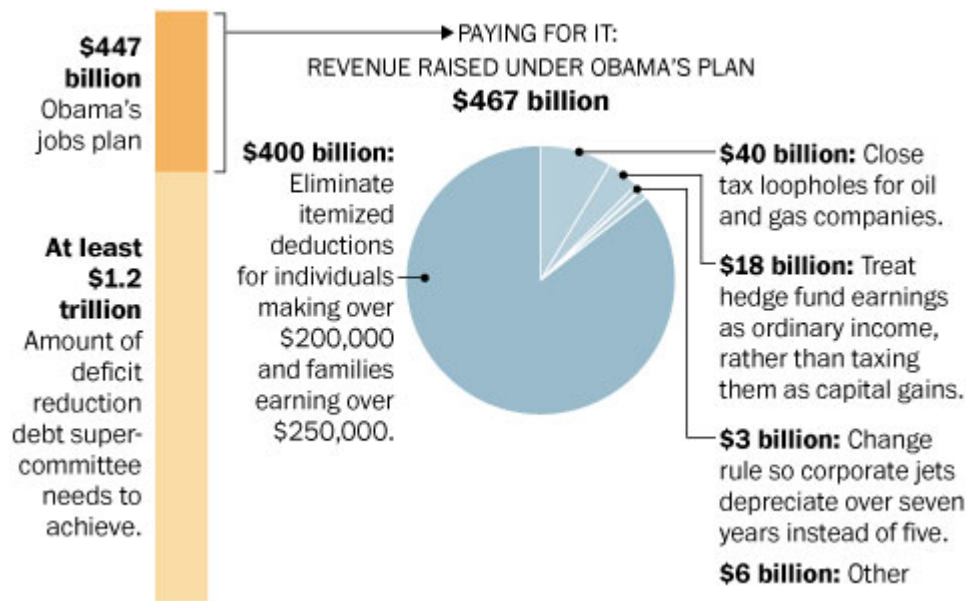 $447
billion
Obama's
jobs plan
At least
$1.2
trillion
Amount of
deficit
reduction
debt super-
committee
needs to
achieve.
PAYING FOR IT:
REVENUE RAISED UNDER OBAMA'S PLAN
$467 billion
$400 billion:
Eliminate
itemized
deductions
for individuals
making over
$200,000
and families
earning over
$250,000.
$40 billion: Close
tax loopholes for oil
and gas companies.
$18 billion: Treat
hedge fund earnings
as ordinary income,
rather than taxing
them as capital gains.
$3 billion: Change
rule so corporate jets
depreciate over seven
years instead of five.
$6 billion: Other